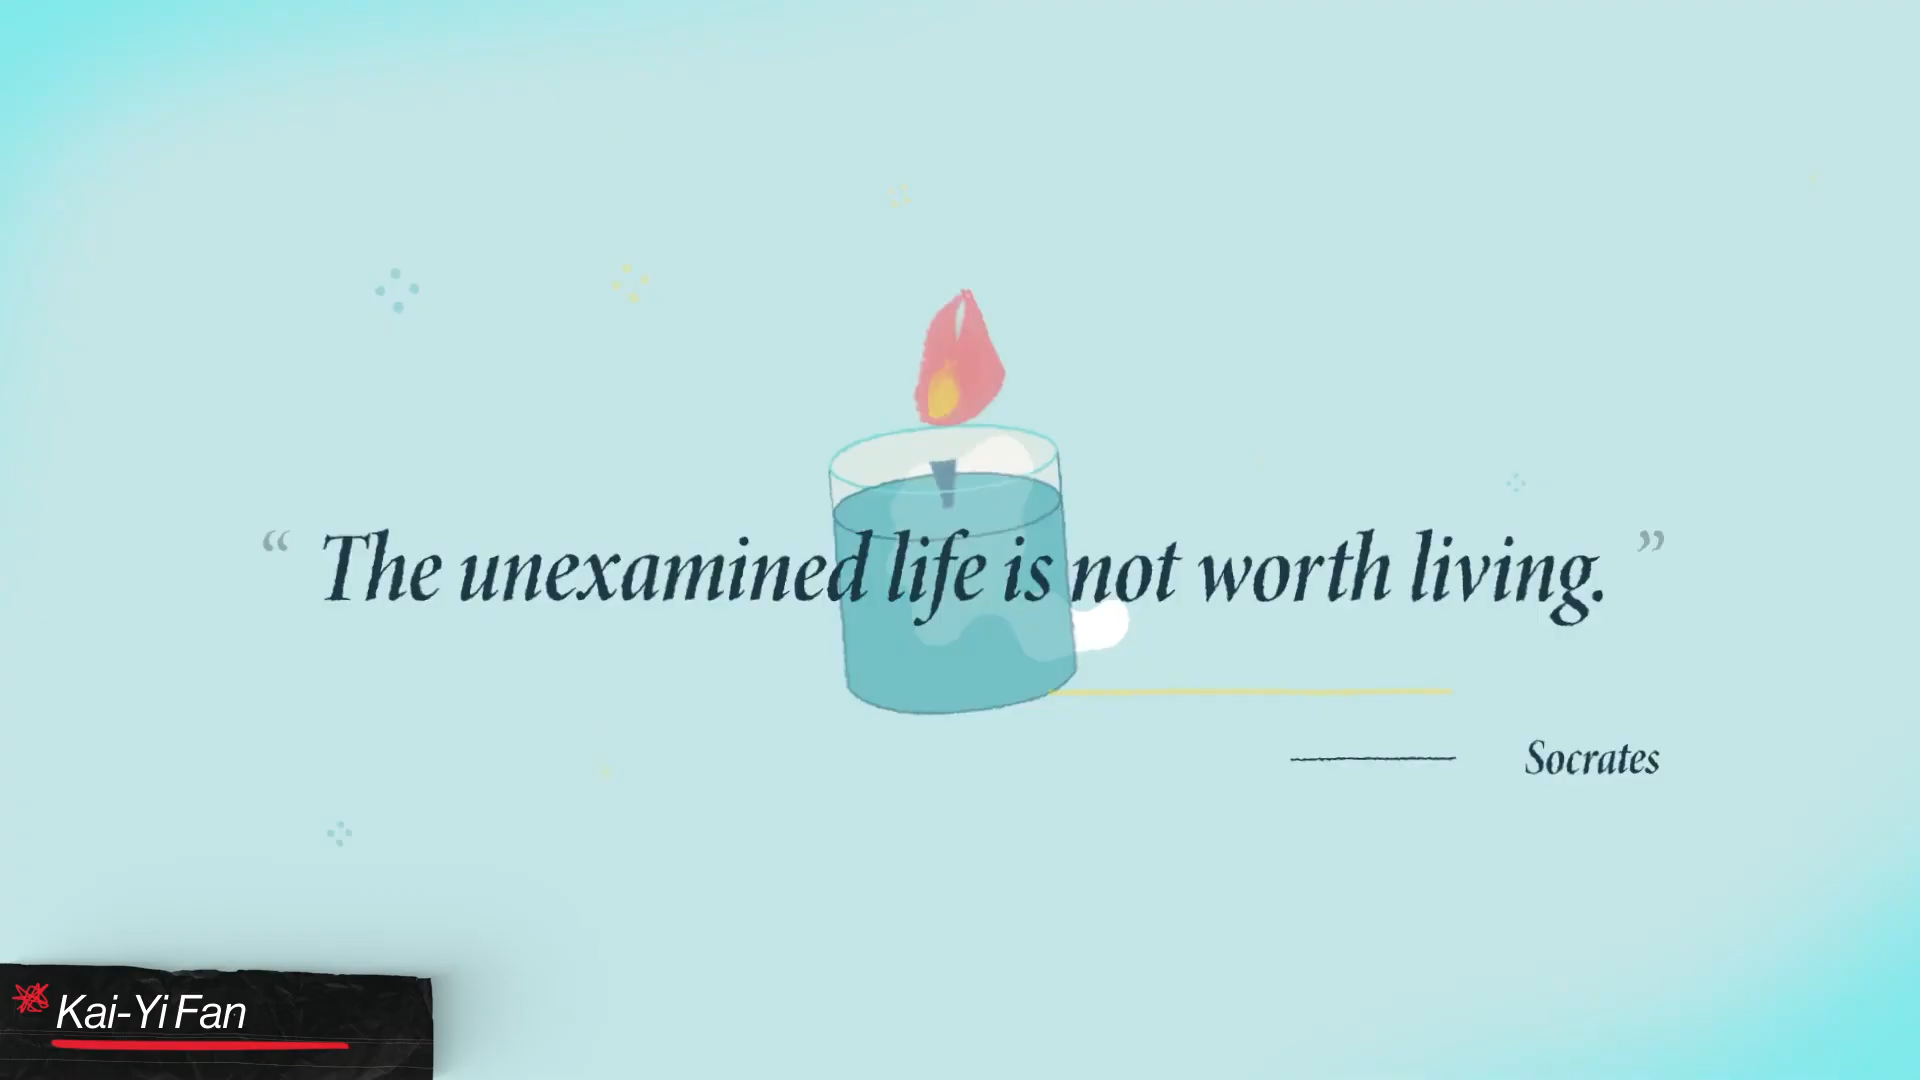 “ The unexamined life is not worth living. ”
Socrates
Kai-Yi Fan